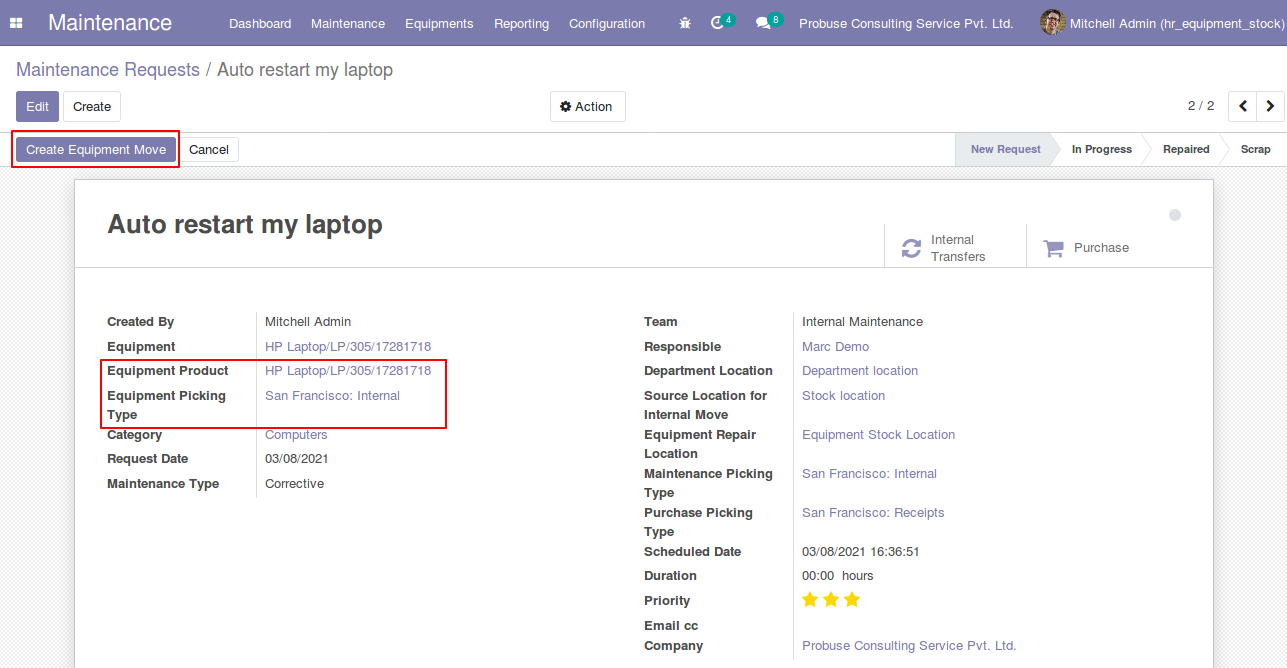 Maintenance Dashboard Maintenance Equipments Reporting Configuration 4 8 Probuse Consulting Service Pvt. Ltd. Mitchell Admin (hr_equipment_stock)
Maintenance Requests / Auto restart my laptop
Edit Create Action 2 / 2
Create Equipment Move Cancel New Request In Progress Repaired Scrap
Auto restart my laptop
Internal
Transfers
Purchase
Created By Mitchell Admin
Equipment HP Laptop/LP/305/17281718
Equipment Product HP Laptop/LP/305/17281718
Equipment Picking San Francisco: Internal
Type
Category Computers
Request Date 03/08/2021
Maintenance Type Corrective
Team Internal Maintenance
Responsible Marc Demo
Department Location Department location
Source Location for Stock location
Internal Move
Equipment Repair Equipment Stock Location
Location
Maintenance Picking San Francisco: Internal
Type
Purchase Picking San Francisco: Receipts
Type
Scheduled Date 03/08/2021 16:36:51
Duration 00:00 hours
Priority
Email cc
Company Probuse Consulting Service Pvt. Ltd.